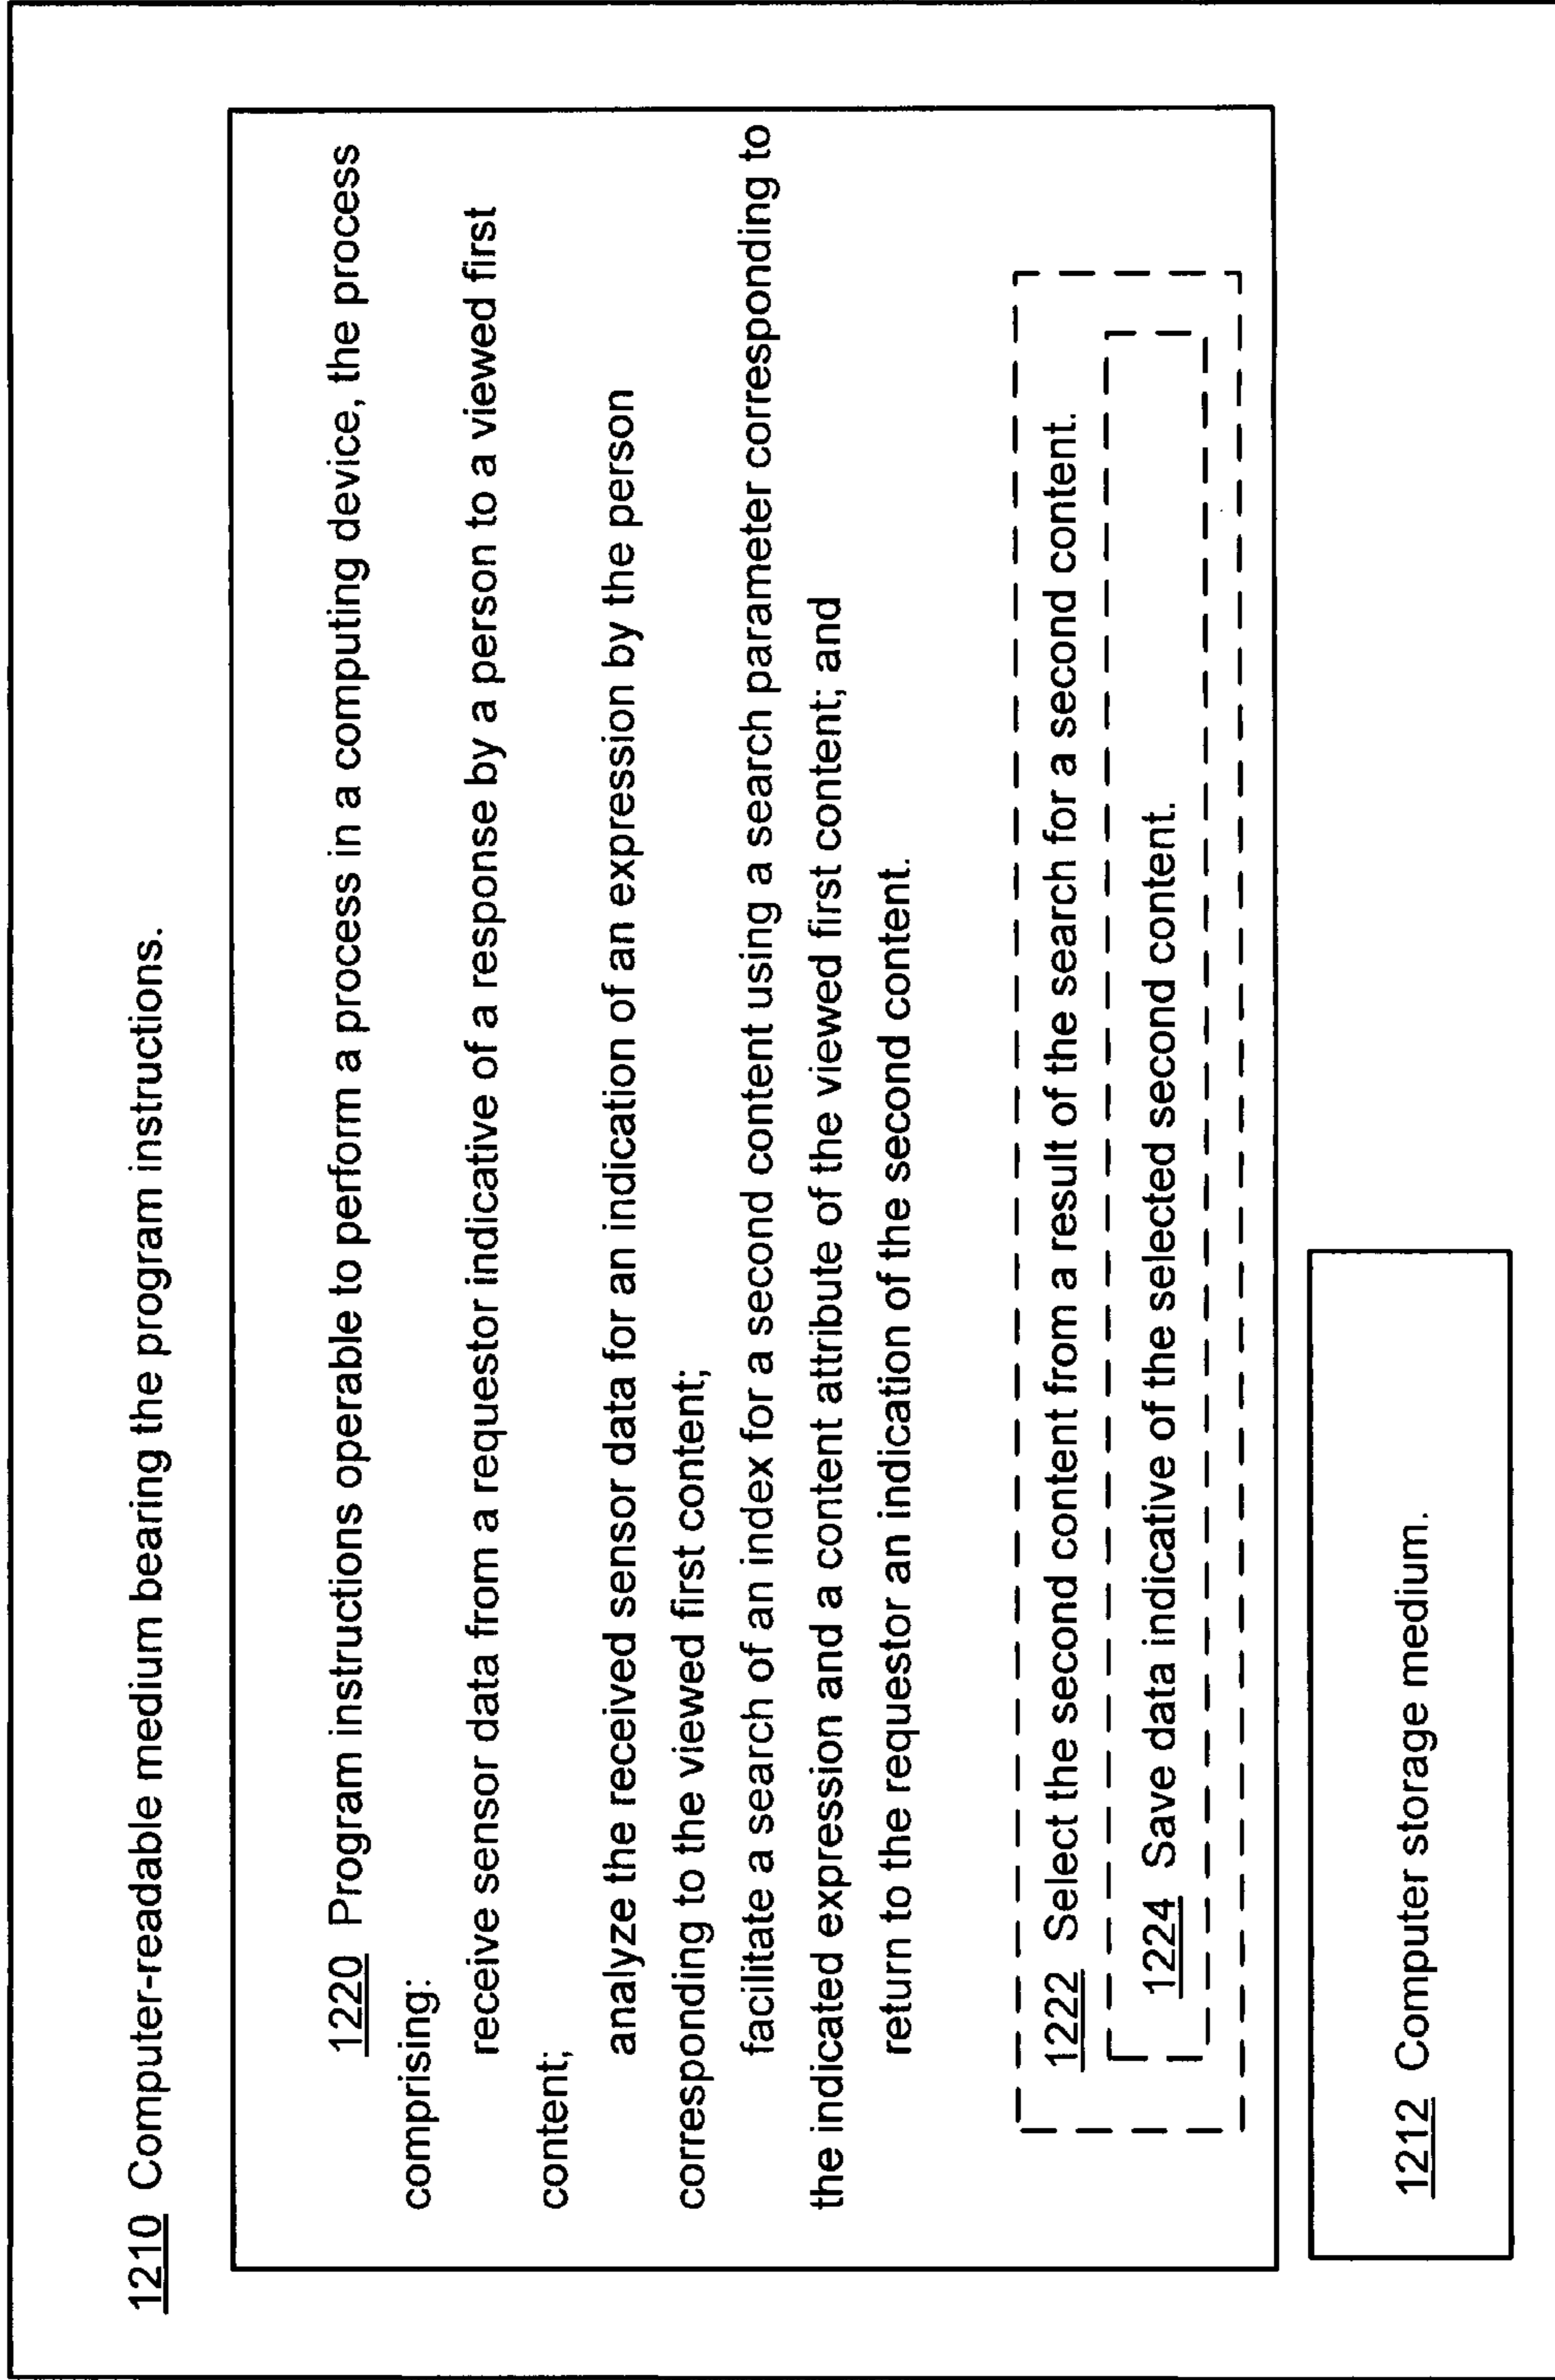 1210 Computer-readable medium bearing the program instructions.
1220 Program instructions operable to perform a process in a computing device, the process
comprising:
receive sensor data from a requestor indicative of a response by a person to a viewed first
content;
analyze the received sensor data for an indication of an expression by the person
corresponding to the viewed first content;
facilitate a search of an index for a second content using a search parameter corresponding to
the indicated expression and a content attribute of the viewed first content; and
return to the requestor an indication of the second content.
1222 Select the second content from a result of the search for a second content.
1224 Save data indicative of the selected second content.
1212 Computer storage medium.